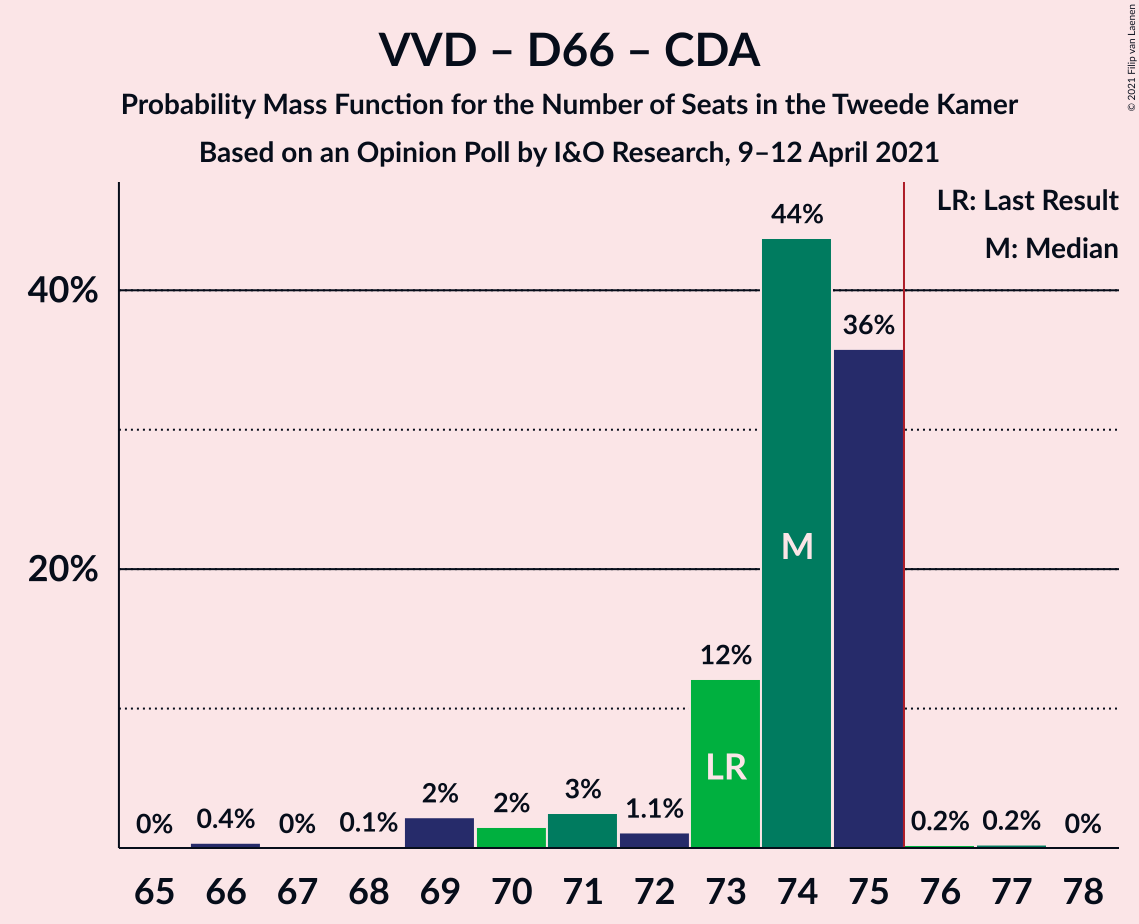 VVD – D66 – CDA
Probability Mass Function for the Number of Seats in the Tweede Kamer
Based on an Opinion Poll by I&O Research, 9–12 April 2021
© 2021 Filip van Laenen
LR: Last Result
M: Median
40%
20%
0%
0.4%
0%
0.1%
2%
2%
3%
1.1%
12%
44%
36%
0.2%
0.2%
0%
LR
M
65 66 67 68 69 70 71 72 73 74 75 76 77 78